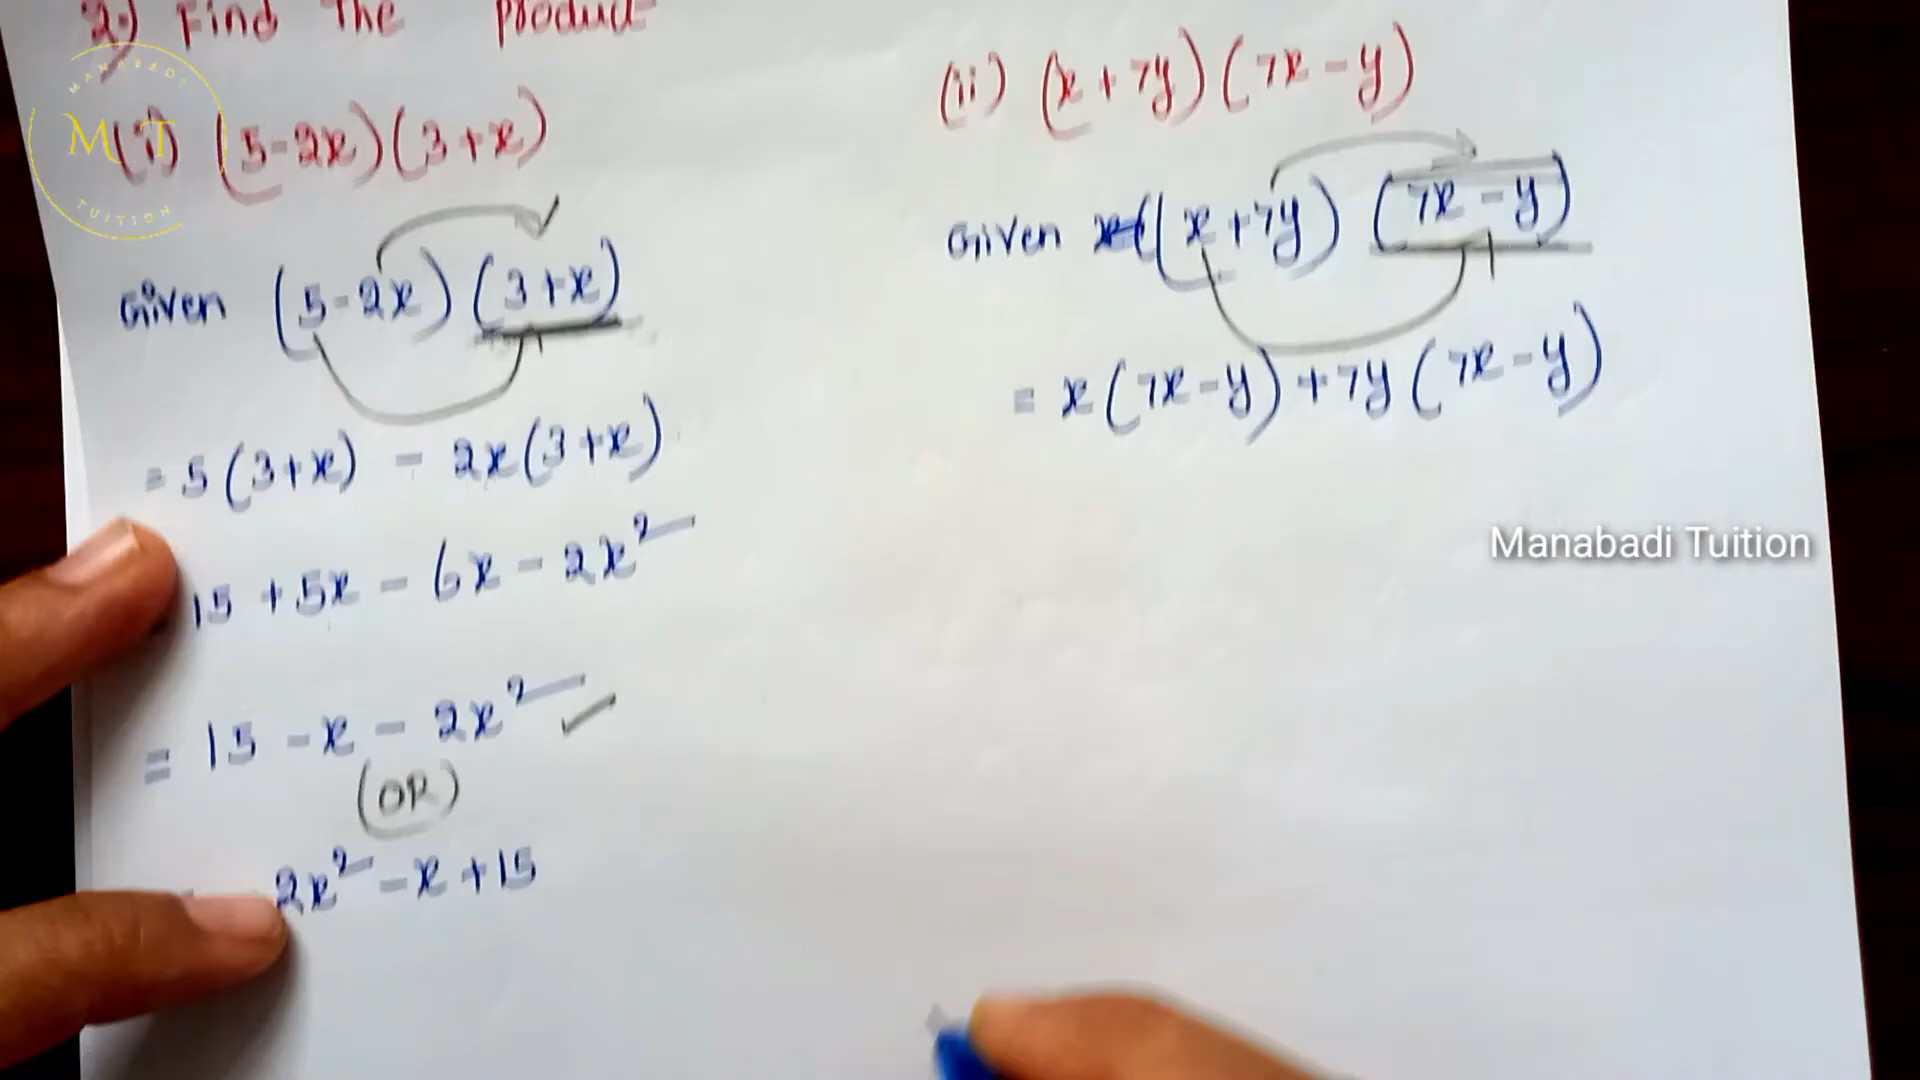 2) Find The product
(i) (5-2x)(3+x)
Given (5-2x)(3+x)
= 5(3+x) - 2x(3+x)
15 + 5x - 6x - 2x²
= 15 - x - 2x²
(OR)
2x² - x + 15
(ii) (x+7y)(7x-y)
Given (x+7y)(7x-y)
= x(7x-y)+7y(7x-y)
MANABADI
MT
TUITION
Manabadi Tuition